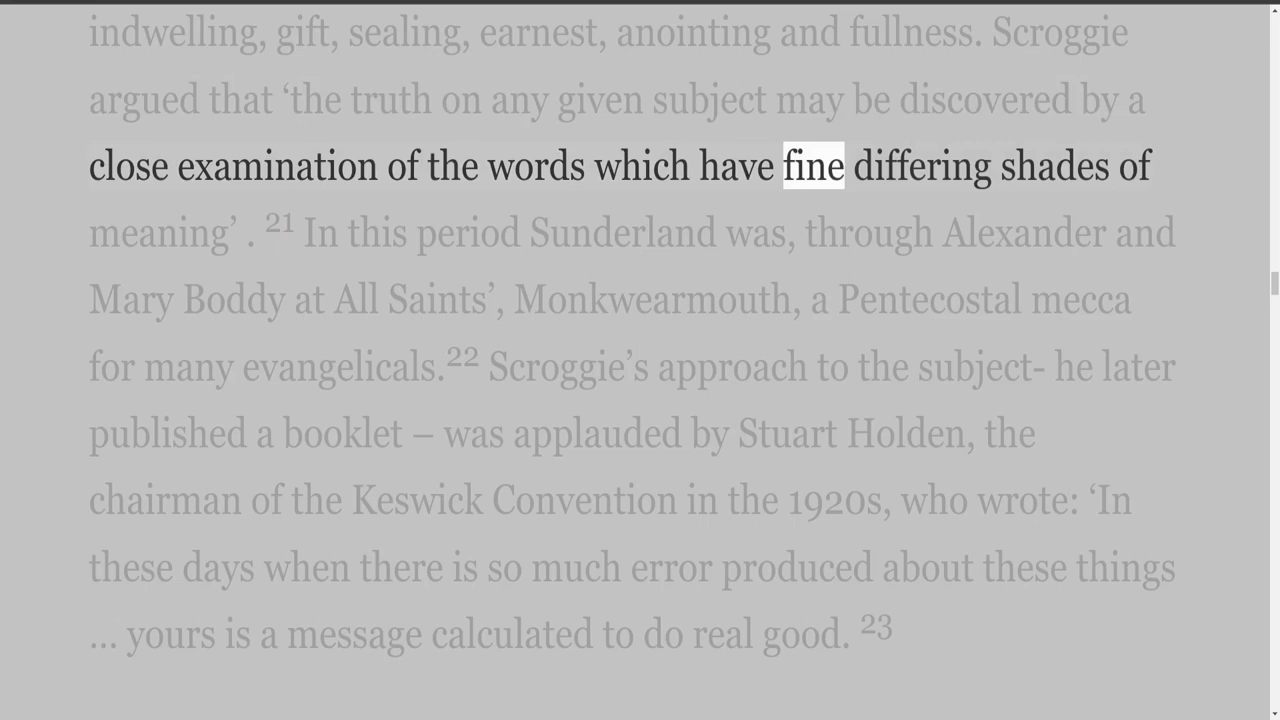 indwelling, gift, sealing, earnest, anointing and fullness. Scroggie
argued that ‘the truth on any given subject may be discovered by a
close examination of the words which have fine differing shades of
meaning’ . 21 In this period Sunderland was, through Alexander and
Mary Boddy at All Saints’, Monkwearmouth, a Pentecostal mecca
for many evangelicals.22 Scroggie’s approach to the subject- he later
published a booklet – was applauded by Stuart Holden, the
chairman of the Keswick Convention in the 1920s, who wrote: ‘In
these days when there is so much error produced about these things
... yours is a message calculated to do real good. 23